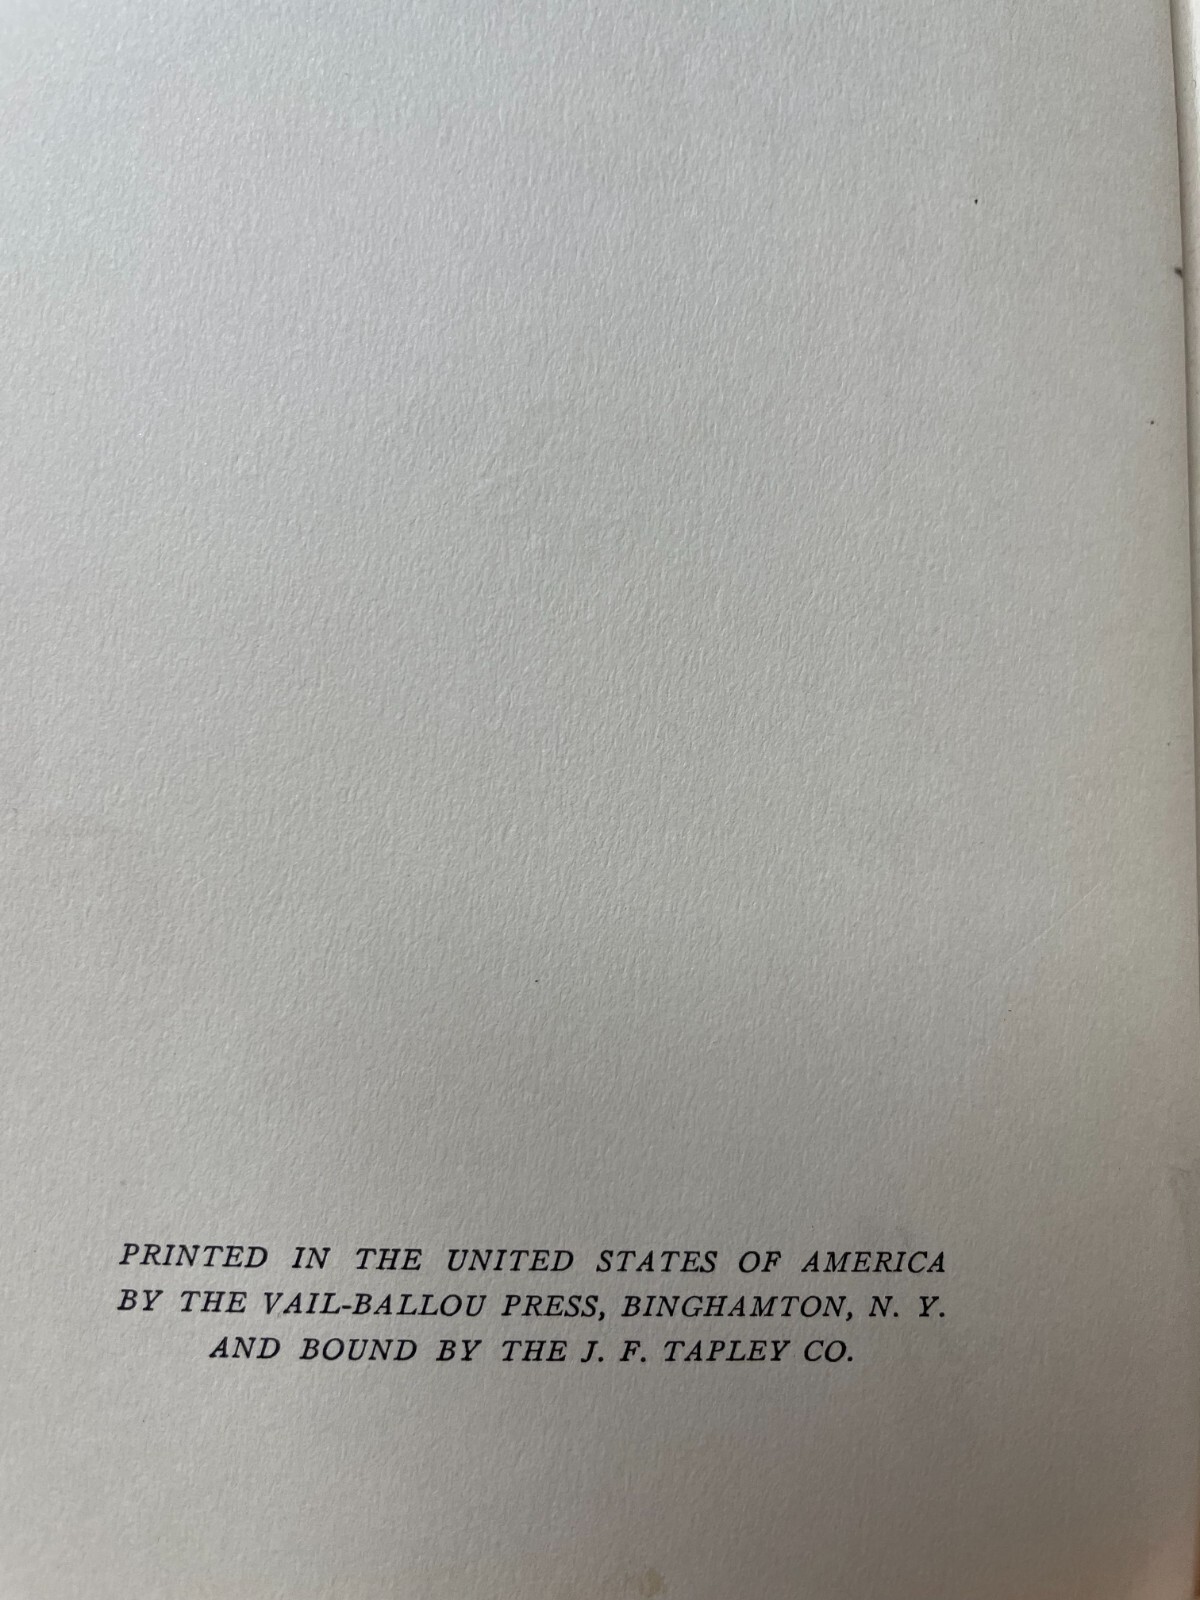 PRINTED IN THE UNITED STATES OF AMERICA
BY THE VAIL-BALLOU PRESS, BINGHAMTON, N. Y.
AND BOUND BY THE J. F. TAPLEY CO.